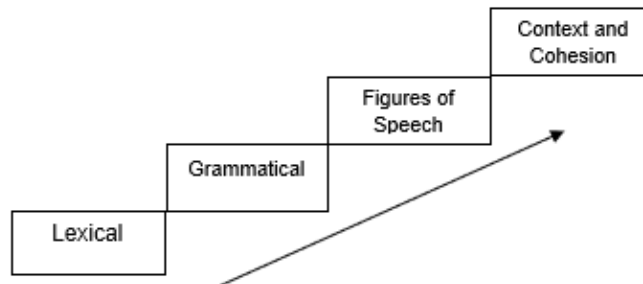 Context and
Cohesion
Figures of
Speech
Grammatical
Lexical